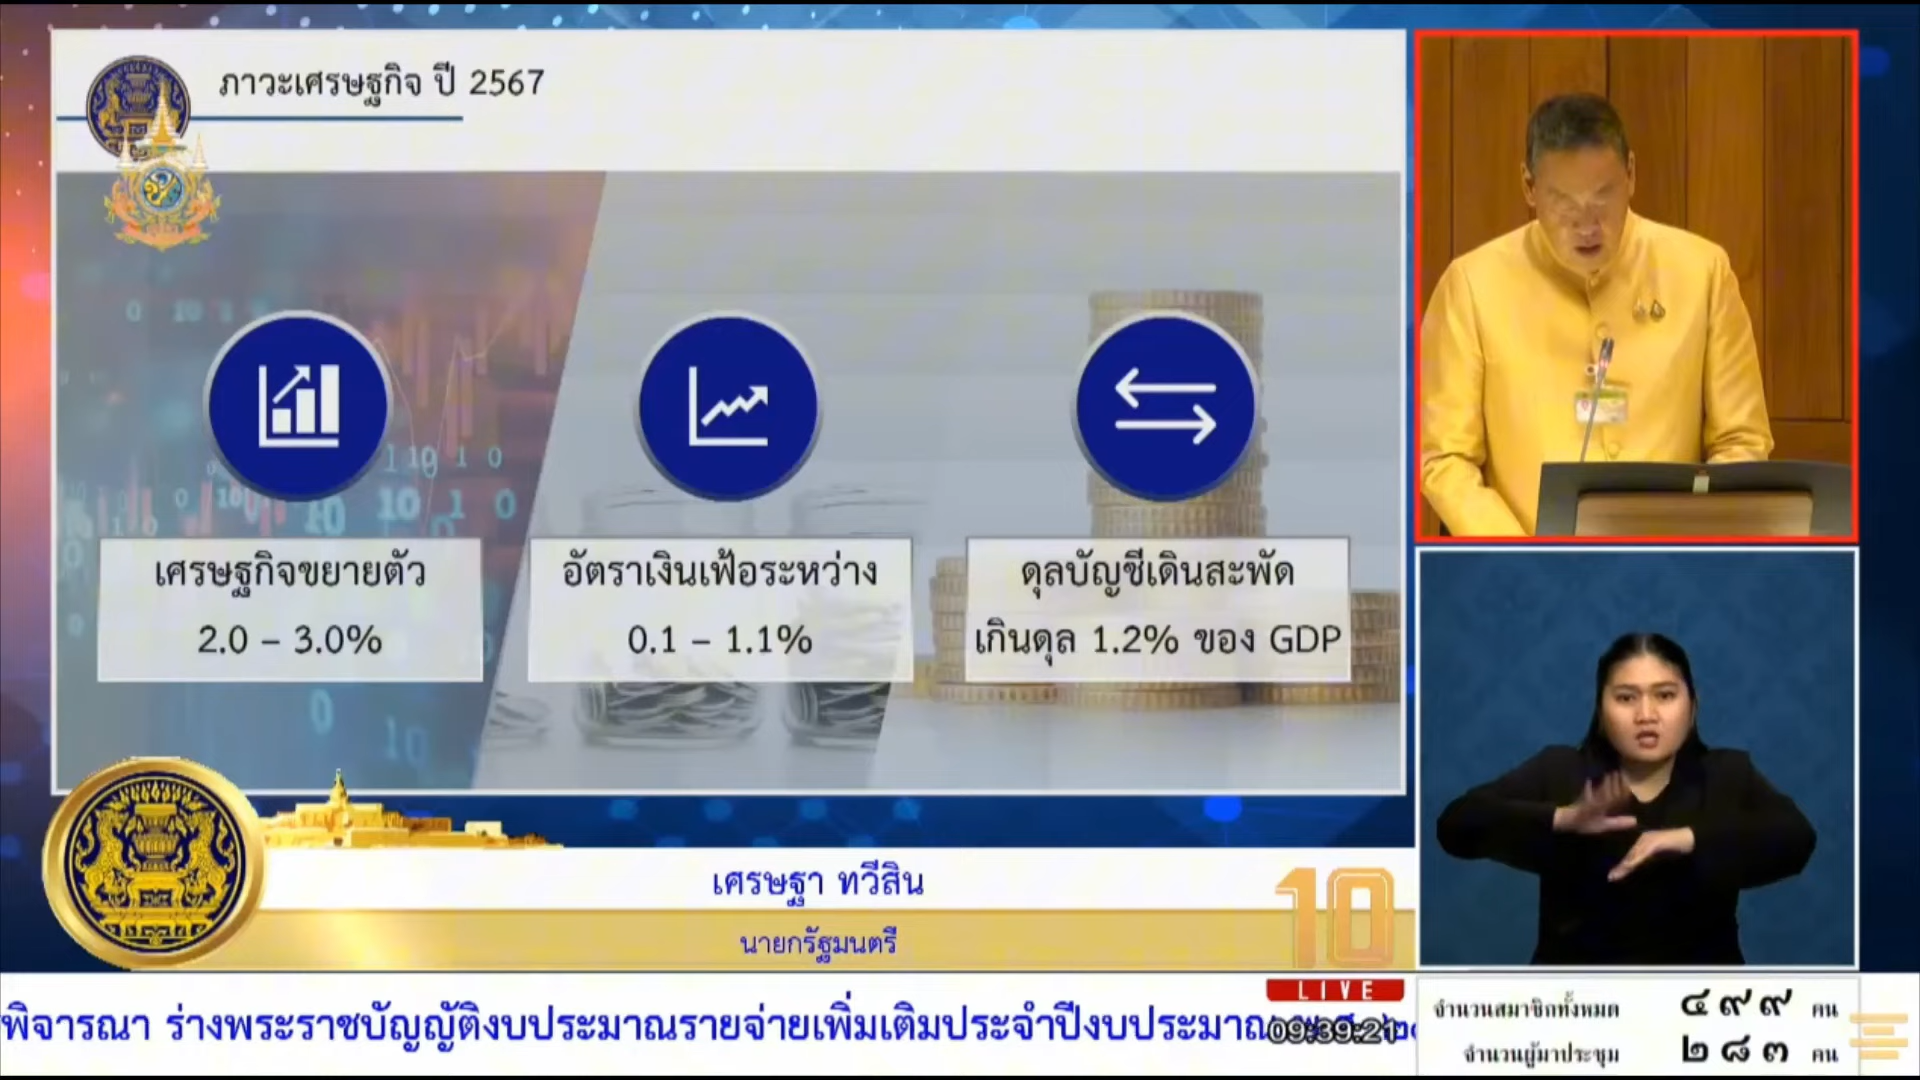 ภาวะเศรษฐกิจ ปี 2567
เศรษฐกิจขยายตัว
2.0 – 3.0%
อัตราเงินเฟ้อระหว่าง
0.1 – 1.1%
ดุลบัญชีเดินสะพัด
เกินดุล 1.2% ของ GDP
เศรษฐา ทวีสิน
นายกรัฐมนตรี
10
LIVE
09:39:21
พิจารณา ร่างพระราชบัญญัติงบประมาณรายจ่ายเพิ่มเติมประจำปีงบประมาณ
จำนวนสมาชิกทั้งหมด ๔๙๙ คน
จำนวนผู้มาประชุม ๒๘๓ คน